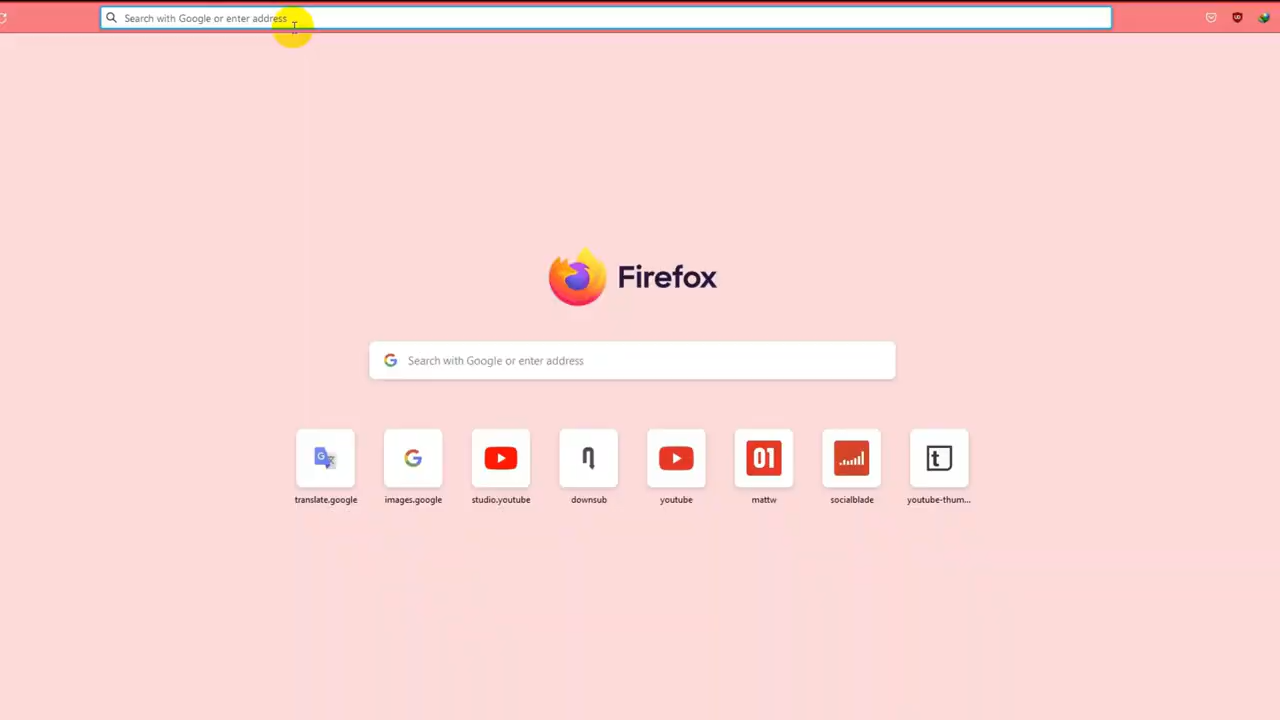 Search with Google or enter address
Firefox
Search with Google or enter address
01
t
translate.google
images.google
studio.youtube
downsub
youtube
mattw
socialblade
youtube-thum...